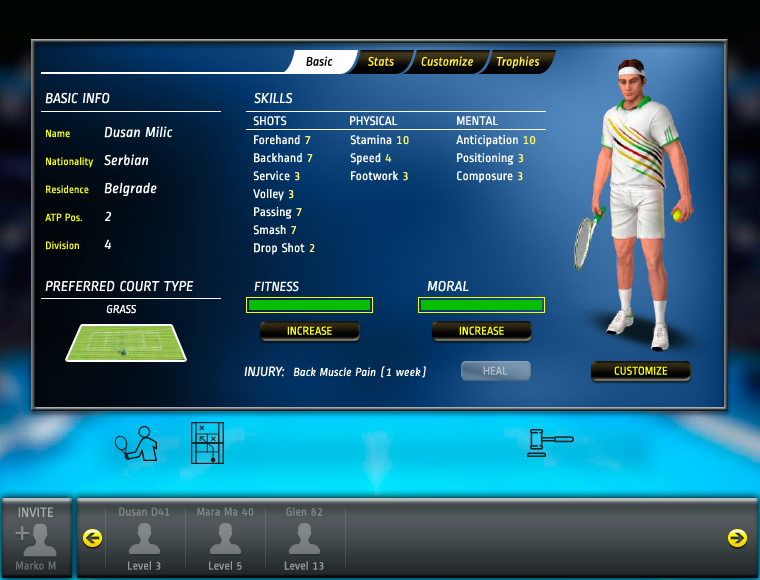 Basic Stats Customize Trophies
BASIC INFO
Name Dusan Milic
Nationality Serbian
Residence Belgrade
ATP Pos. 2
Division 4
PREFERRED COURT TYPE
GRASS
SKILLS
SHOTS PHYSICAL MENTAL
Forehand 7 Stamina 10 Anticipation 10
Backhand 7 Speed 4 Positioning 3
Service 3 Footwork 3 Composure 3
Volley 3
Passing 7
Smash 7
Drop Shot 2
FITNESS MORAL
INCREASE INCREASE
INJURY: Back Muscle Pain (1 week) HEAL CUSTOMIZE
INVITE Dusan D41 Mara Ma 40 Glen 82
Marko M Level 3 Level 5 Level 13